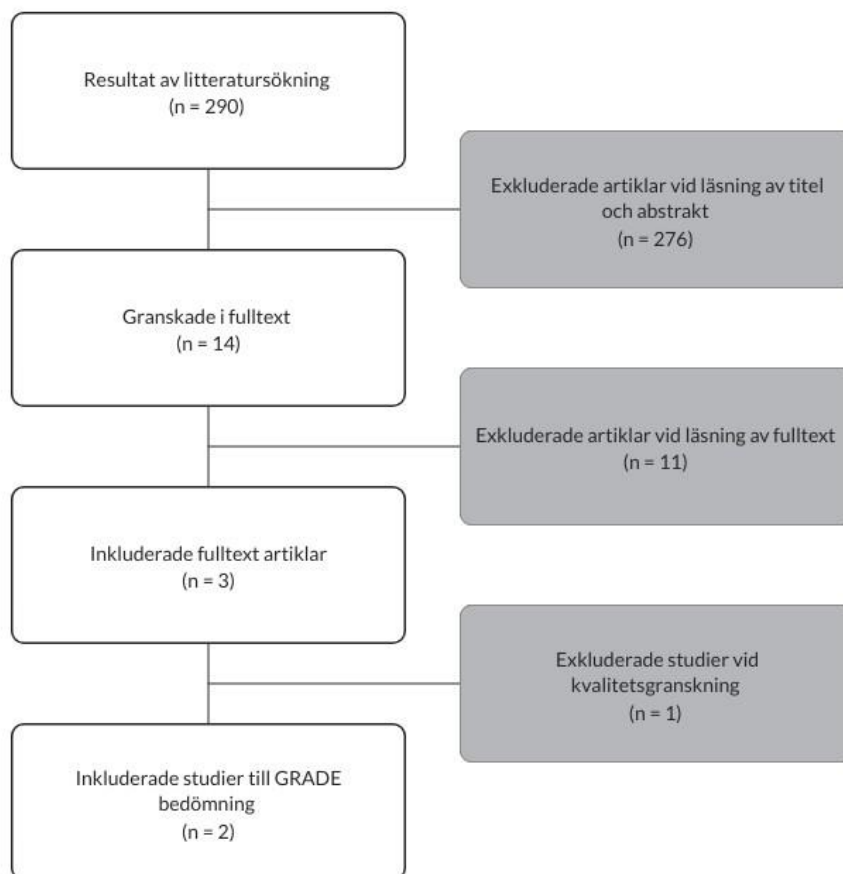 Resultat av litteratursökning
(n = 290)
Exkluderade artiklar vid läsning av titel
och abstrakt
(n = 276)
Granskade i fulltext
(n = 14)
Exkluderade artiklar vid läsning av fulltext
(n = 11)
Inkluderade fulltext artiklar
(n = 3)
Exkluderade studier vid
kvalitetsgranskning
(n = 1)
Inkluderade studier till GRADE
bedömning
(n = 2)